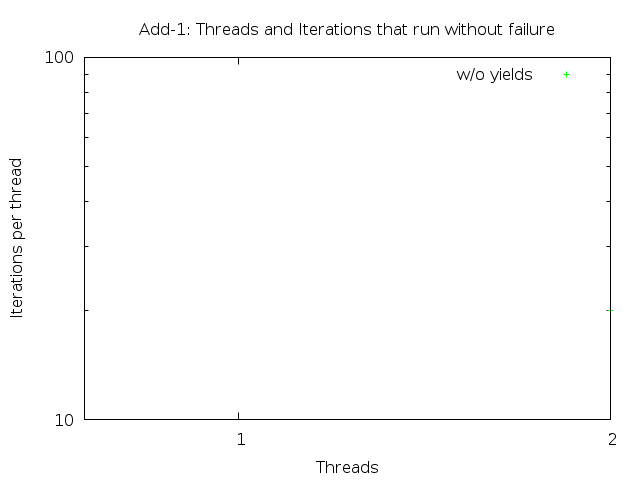 Add-1: Threads and Iterations that run without failure
100
w/o yields
Iterations per thread
10
1
2
Threads